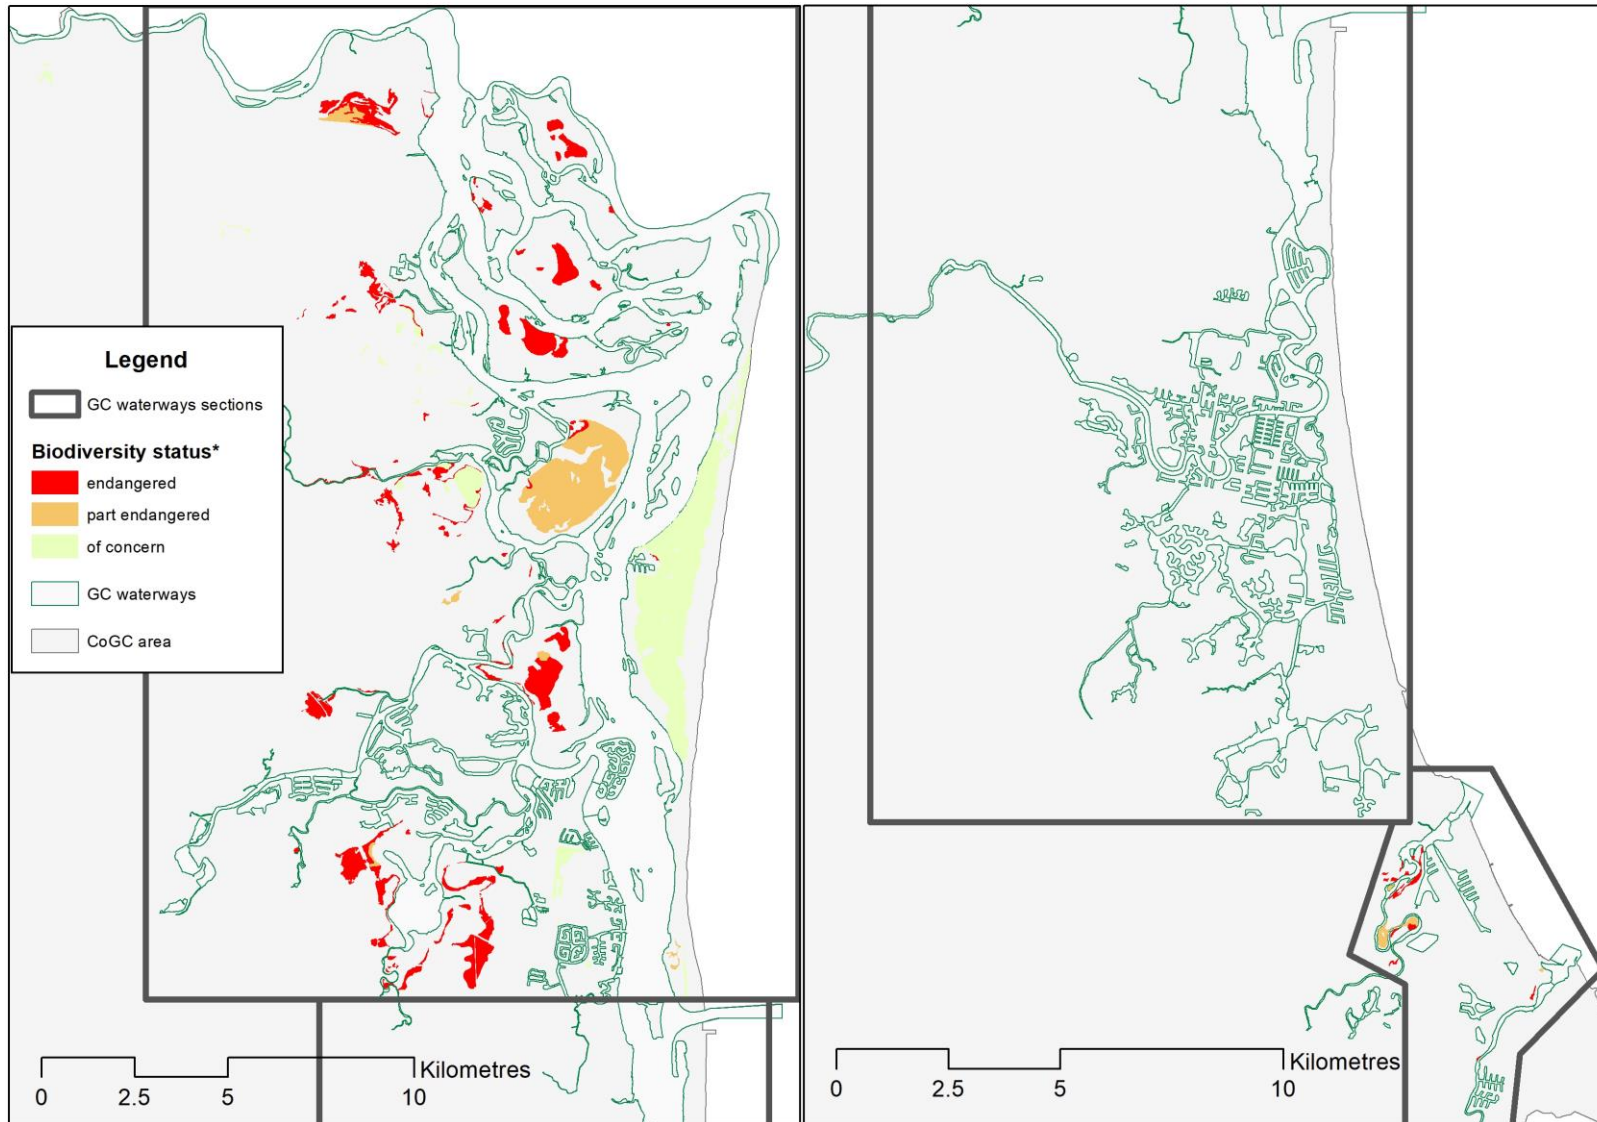 Legend
GC waterways sections
Biodiversity status*
endangered
part endangered
of concern
GC waterways
CoGC area
Kilometres
0 2.5 5 10
Kilometres
0 2.5 5 10